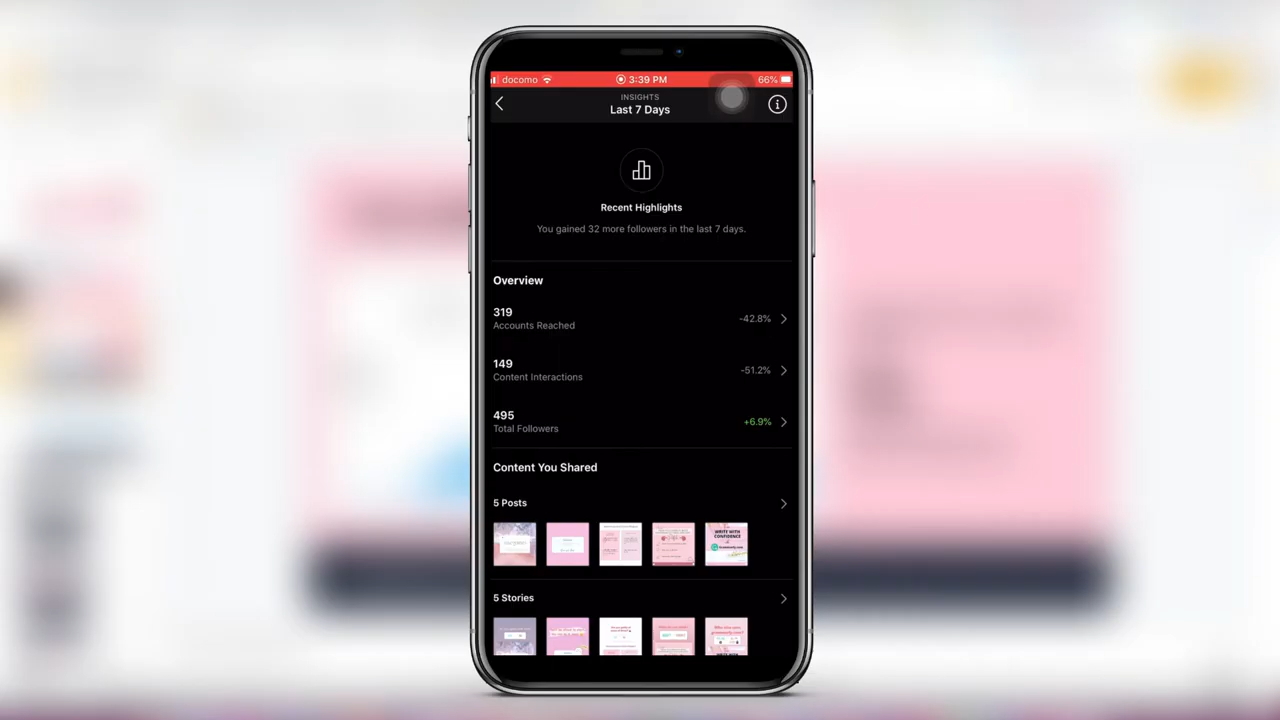 docomo
3:39 PM
66%
INSIGHTS
Last 7 Days
Recent Highlights
You gained 32 more followers in the last 7 days.
Overview
319
Accounts Reached
-42.8%
149
Content Interactions
-51.2%
495
Total Followers
+6.9%
Content You Shared
5 Posts
WRITE WITH
CONFIDENCE
Grammarly.com
5 Stories